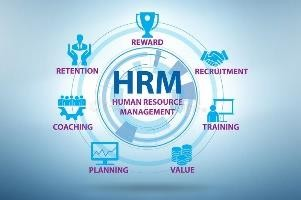 REWARD
RETENTION
RECRUITMENT
HRM
HUMAN RESOURCE
MANAGEMENT
COACHING
TRAINING
PLANNING
VALUE